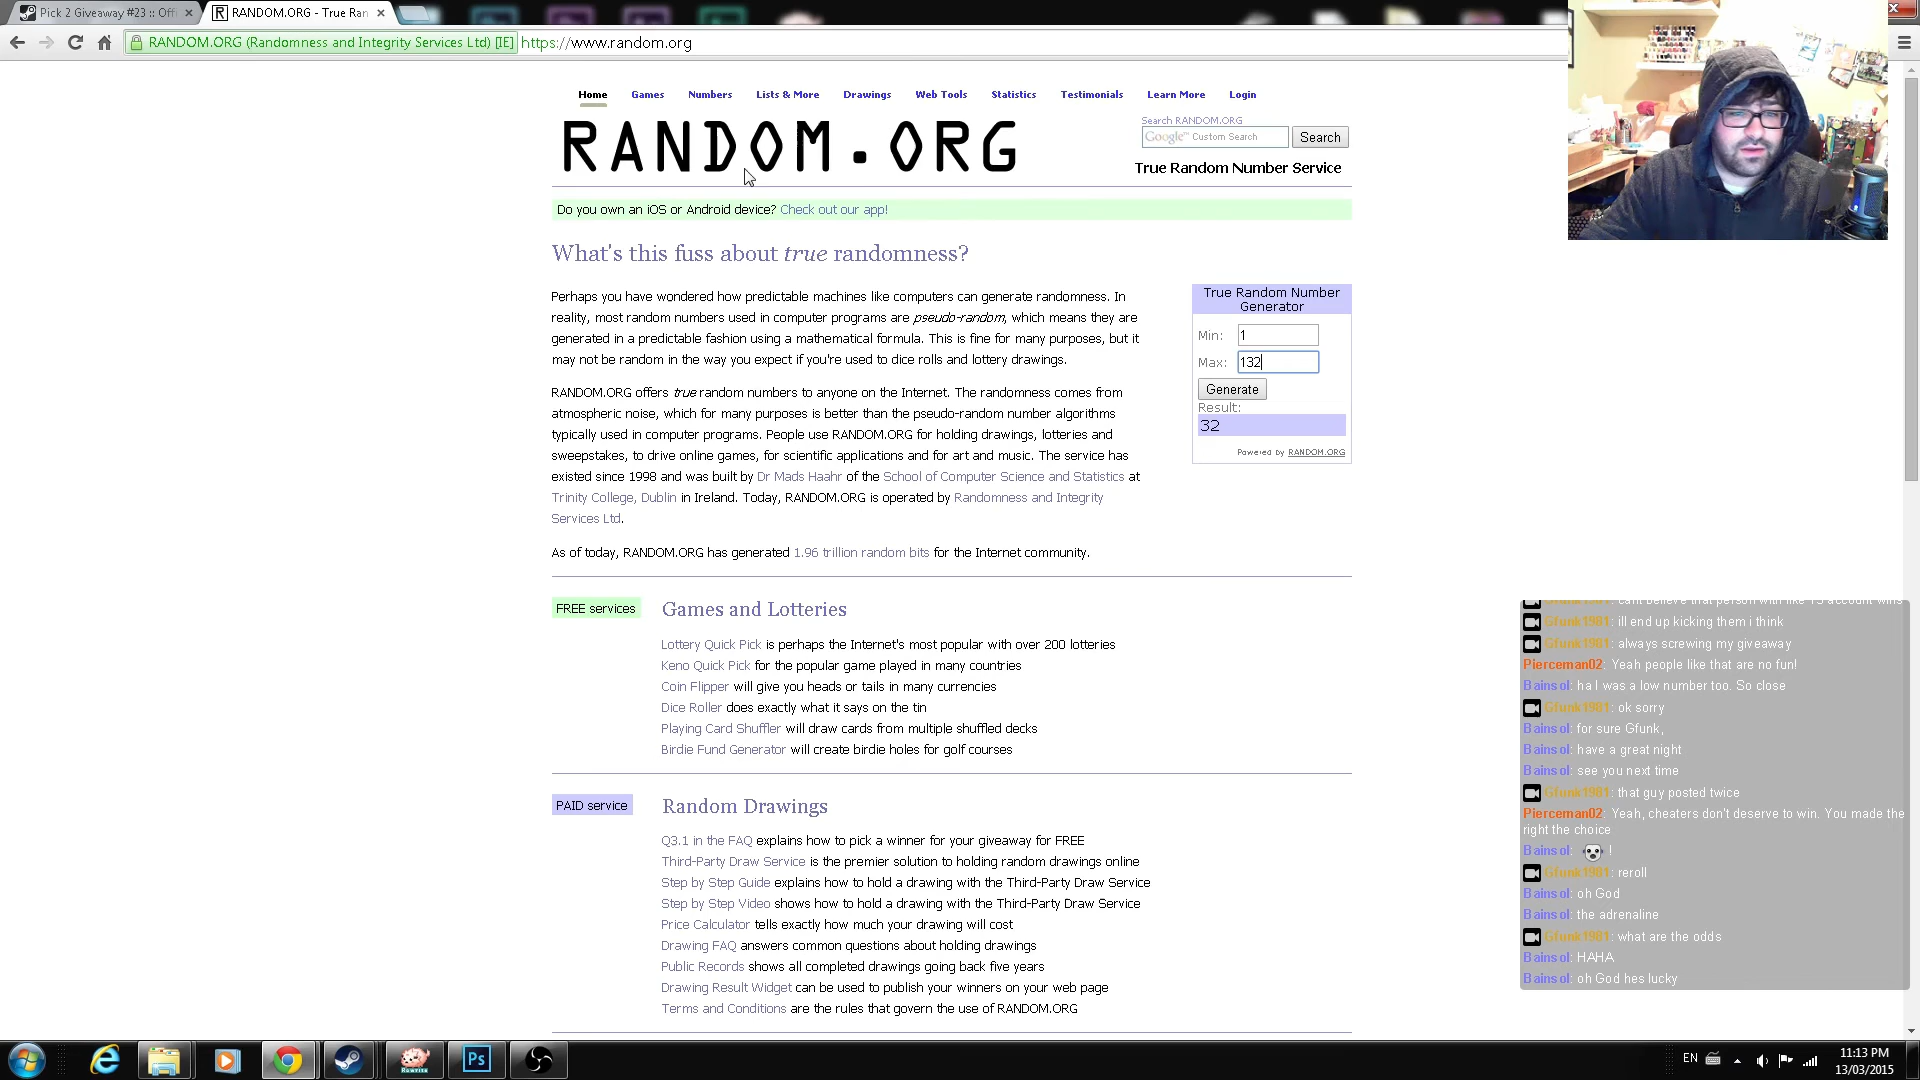 Pick 2 Giveaway #23 :: Offi
RANDOM.ORG - True Ran
RANDOM.ORG (Randomness and Integrity Services Ltd) [IE] https://www.random.org
Home Games Numbers Lists & More Drawings Web Tools Statistics Testimonials Learn More Login
RANDOM.ORG
Search RANDOM.ORG
Google™ Custom Search
Search
True Random Number Service
Do you own an iOS or Android device? Check out our app!
What's this fuss about true randomness?
Perhaps you have wondered how predictable machines like computers can generate randomness. In
reality, most random numbers used in computer programs are pseudo-random, which means they are
generated in a predictable fashion using a mathematical formula. This is fine for many purposes, but it
may not be random in the way you expect if you're used to dice rolls and lottery drawings.
RANDOM.ORG offers true random numbers to anyone on the Internet. The randomness comes from
atmospheric noise, which for many purposes is better than the pseudo-random number algorithms
typically used in computer programs. People use RANDOM.ORG for holding drawings, lotteries and
sweepstakes, to drive online games, for scientific applications and for art and music. The service has
existed since 1998 and was built by Dr Mads Haahr of the School of Computer Science and Statistics at
Trinity College, Dublin in Ireland. Today, RANDOM.ORG is operated by Randomness and Integrity
Services Ltd.
As of today, RANDOM.ORG has generated 1.96 trillion random bits for the Internet community.
True Random Number
Generator
Min: 1
Max: 132
Generate
Result:
32
Powered by RANDOM.ORG
FREE services
Games and Lotteries
Lottery Quick Pick is perhaps the Internet's most popular with over 200 lotteries
Keno Quick Pick for the popular game played in many countries
Coin Flipper will give you heads or tails in many currencies
Dice Roller does exactly what it says on the tin
Playing Card Shuffler will draw cards from multiple shuffled decks
Birdie Fund Generator will create birdie holes for golf courses
PAID service
Random Drawings
Q3.1 in the FAQ explains how to pick a winner for your giveaway for FREE
Third-Party Draw Service is the premier solution to holding random drawings online
Step by Step Guide explains how to hold a drawing with the Third-Party Draw Service
Step by Step Video shows how to hold a drawing with the Third-Party Draw Service
Price Calculator tells exactly how much your drawing will cost
Drawing FAQ answers common questions about holding drawings
Public Records shows all completed drawings going back five years
Drawing Result Widget can be used to publish your winners on your web page
Terms and Conditions are the rules that govern the use of RANDOM.ORG
Gfunk1981: cant believe that person with like 15 account wins
Gfunk1981: ill end up kicking them i think
Gfunk1981: always screwing my giveaway
Pierceman02: Yeah people like that are no fun!
Bainsol: ha I was a low number too. So close
Gfunk1981: ok sorry
Bainsol: for sure Gfunk,
Bainsol: have a great night
Bainsol: see you next time
Gfunk1981: that guy posted twice
Pierceman02: Yeah, cheaters don't deserve to win. You made the
right the choice
Bainsol: !
Gfunk1981: reroll
Bainsol: oh God
Bainsol: the adrenaline
Gfunk1981: what are the odds
Bainsol: HAHA
Bainsol: oh God hes lucky
Ps
EN
11:13 PM
13/03/2015